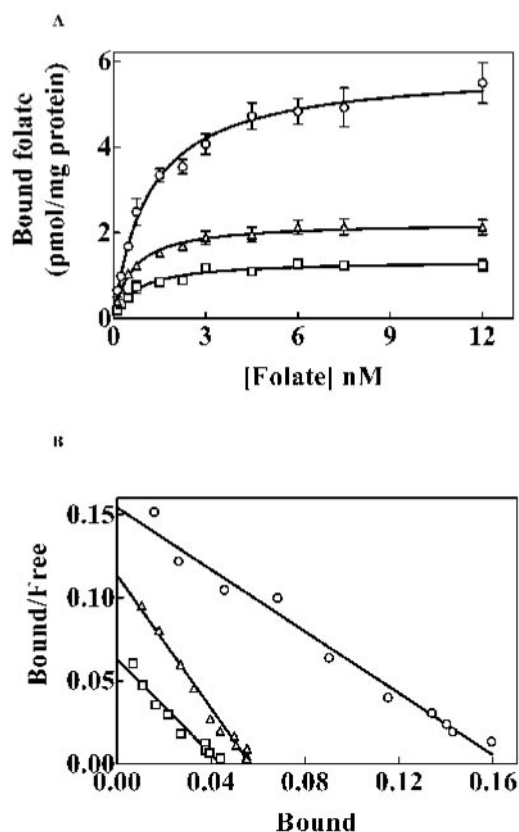 A
Bound folate
(pmol/mg protein)
6
4
2
0
0 3 6 9 12
[Folate] nM
B
Bound/Free
0.15
0.10
0.05
0.00
0.00 0.04 0.08 0.12 0.16
Bound